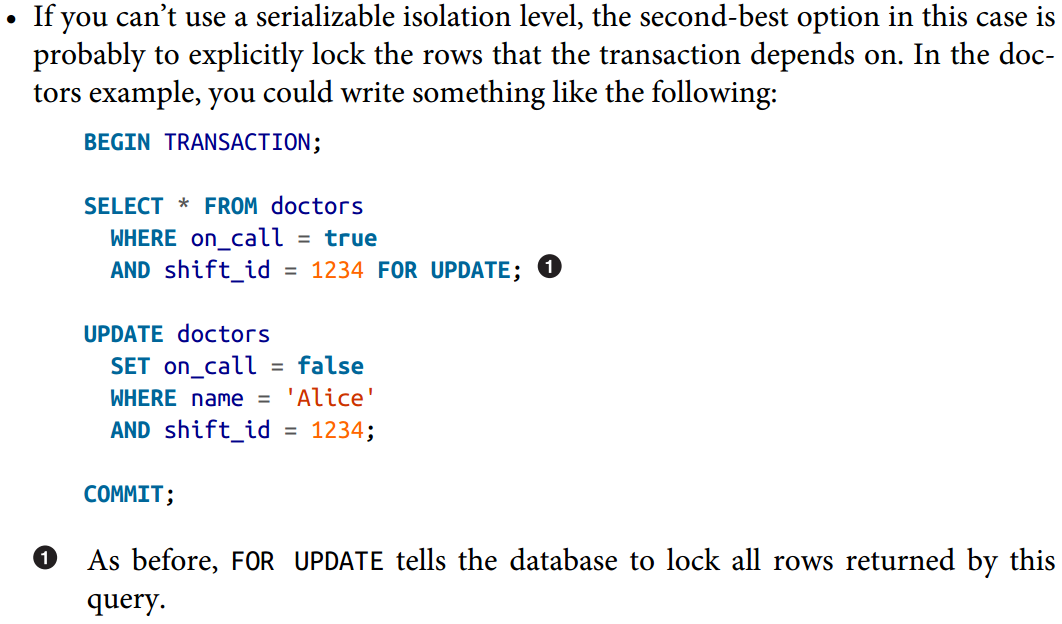 • If you can’t use a serializable isolation level, the second-best option in this case is
probably to explicitly lock the rows that the transaction depends on. In the doc-
tors example, you could write something like the following:
BEGIN TRANSACTION;
SELECT * FROM doctors
WHERE on_call = true
AND shift_id = 1234 FOR UPDATE; ❶
UPDATE doctors
SET on_call = false
WHERE name = 'Alice'
AND shift_id = 1234;
COMMIT;
❶ As before, FOR UPDATE tells the database to lock all rows returned by this
query.